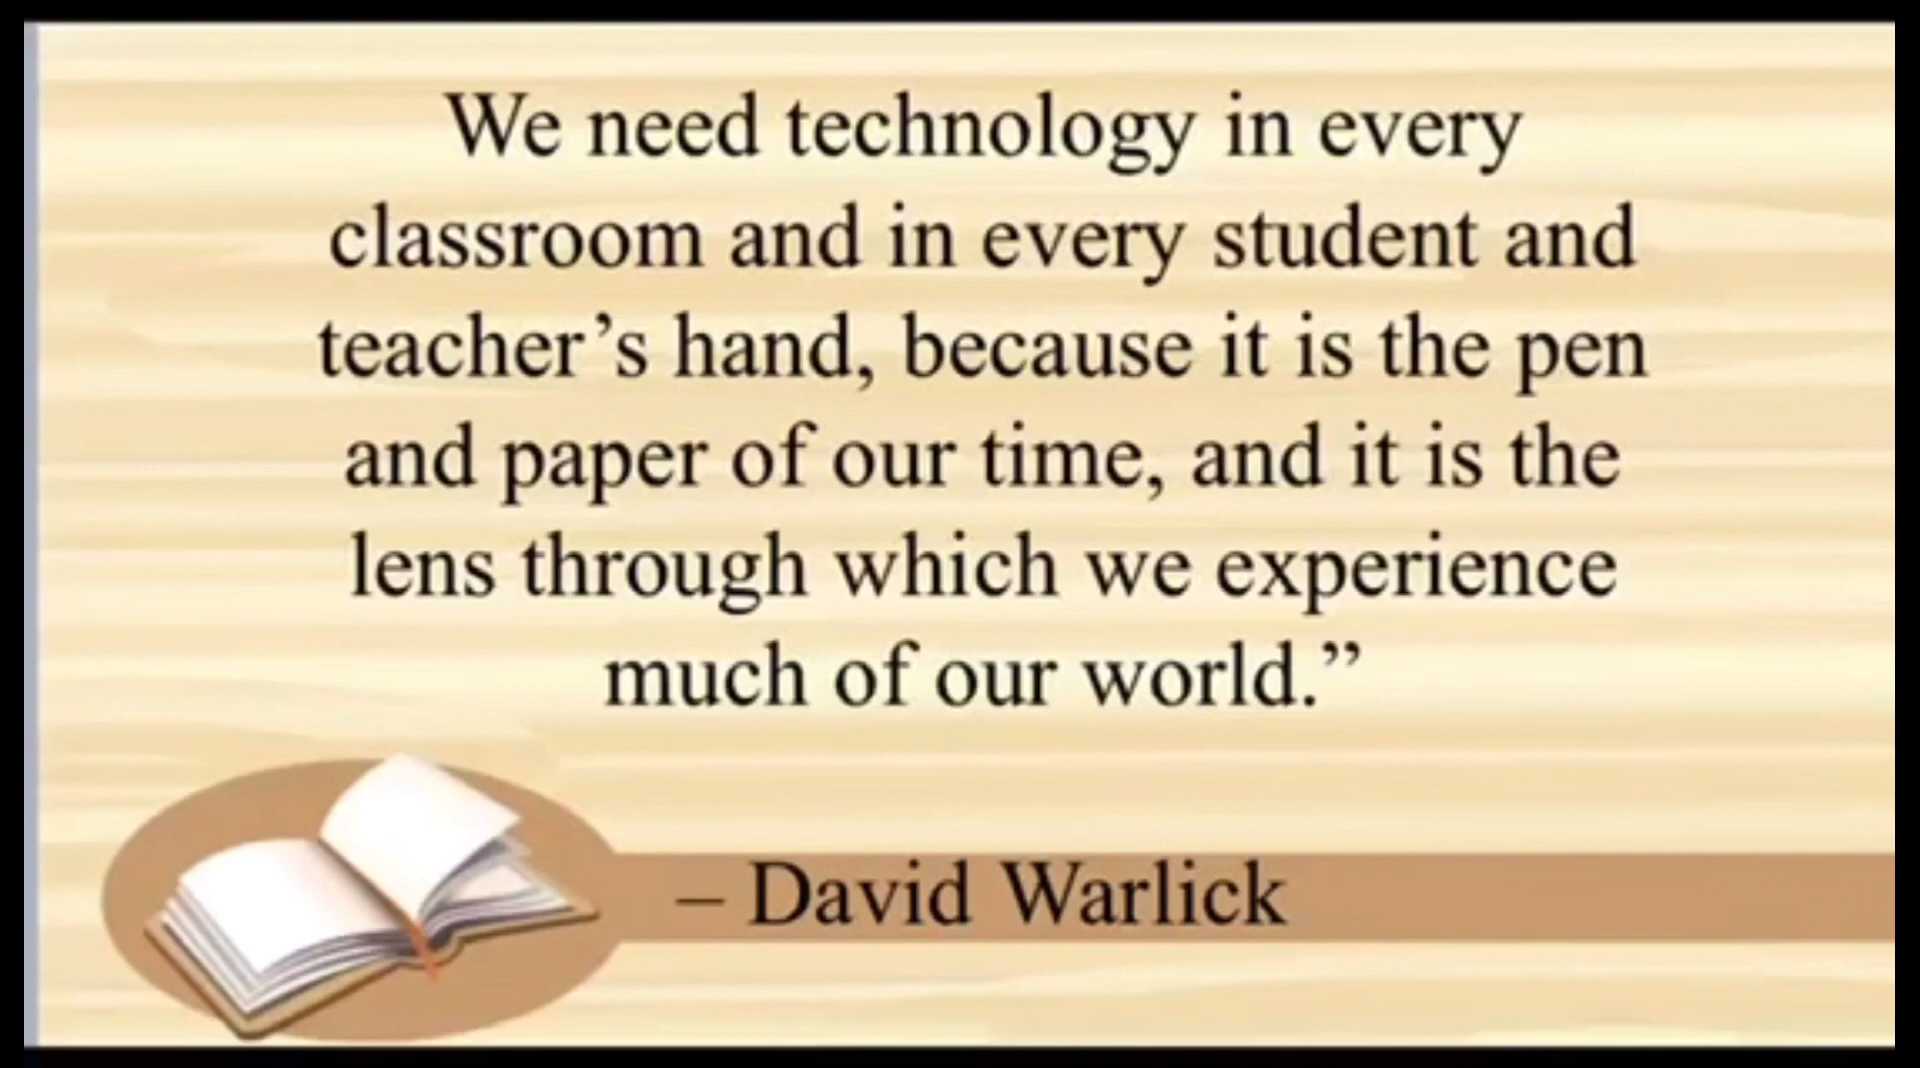 We need technology in every
classroom and in every student and
teacher’s hand, because it is the pen
and paper of our time, and it is the
lens through which we experience
much of our world.”
– David Warlick